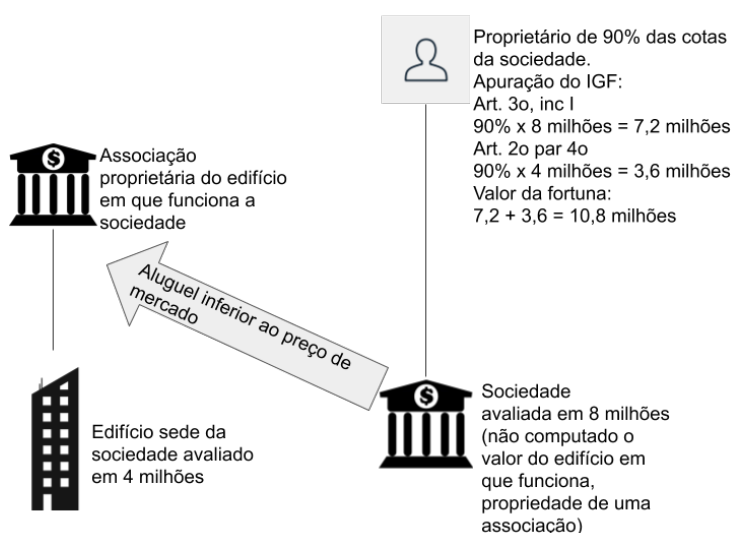 Proprietário de 90% das cotas
da sociedade.
Apuração do IGF:
Art. 3o, inc I
90% x 8 milhões = 7,2 milhões
Art. 2o par 4o
90% x 4 milhões = 3,6 milhões
Valor da fortuna:
7,2 + 3,6 = 10,8 milhões
$
Associação
proprietária do edifício
em que funciona a
sociedade
Aluguel inferior ao preço de
mercado
Edifício sede da
sociedade avaliado
em 4 milhões
$
Sociedade
avaliada em 8 milhões
(não computado o
valor do edifício em
que funciona,
propriedade de uma
associação)